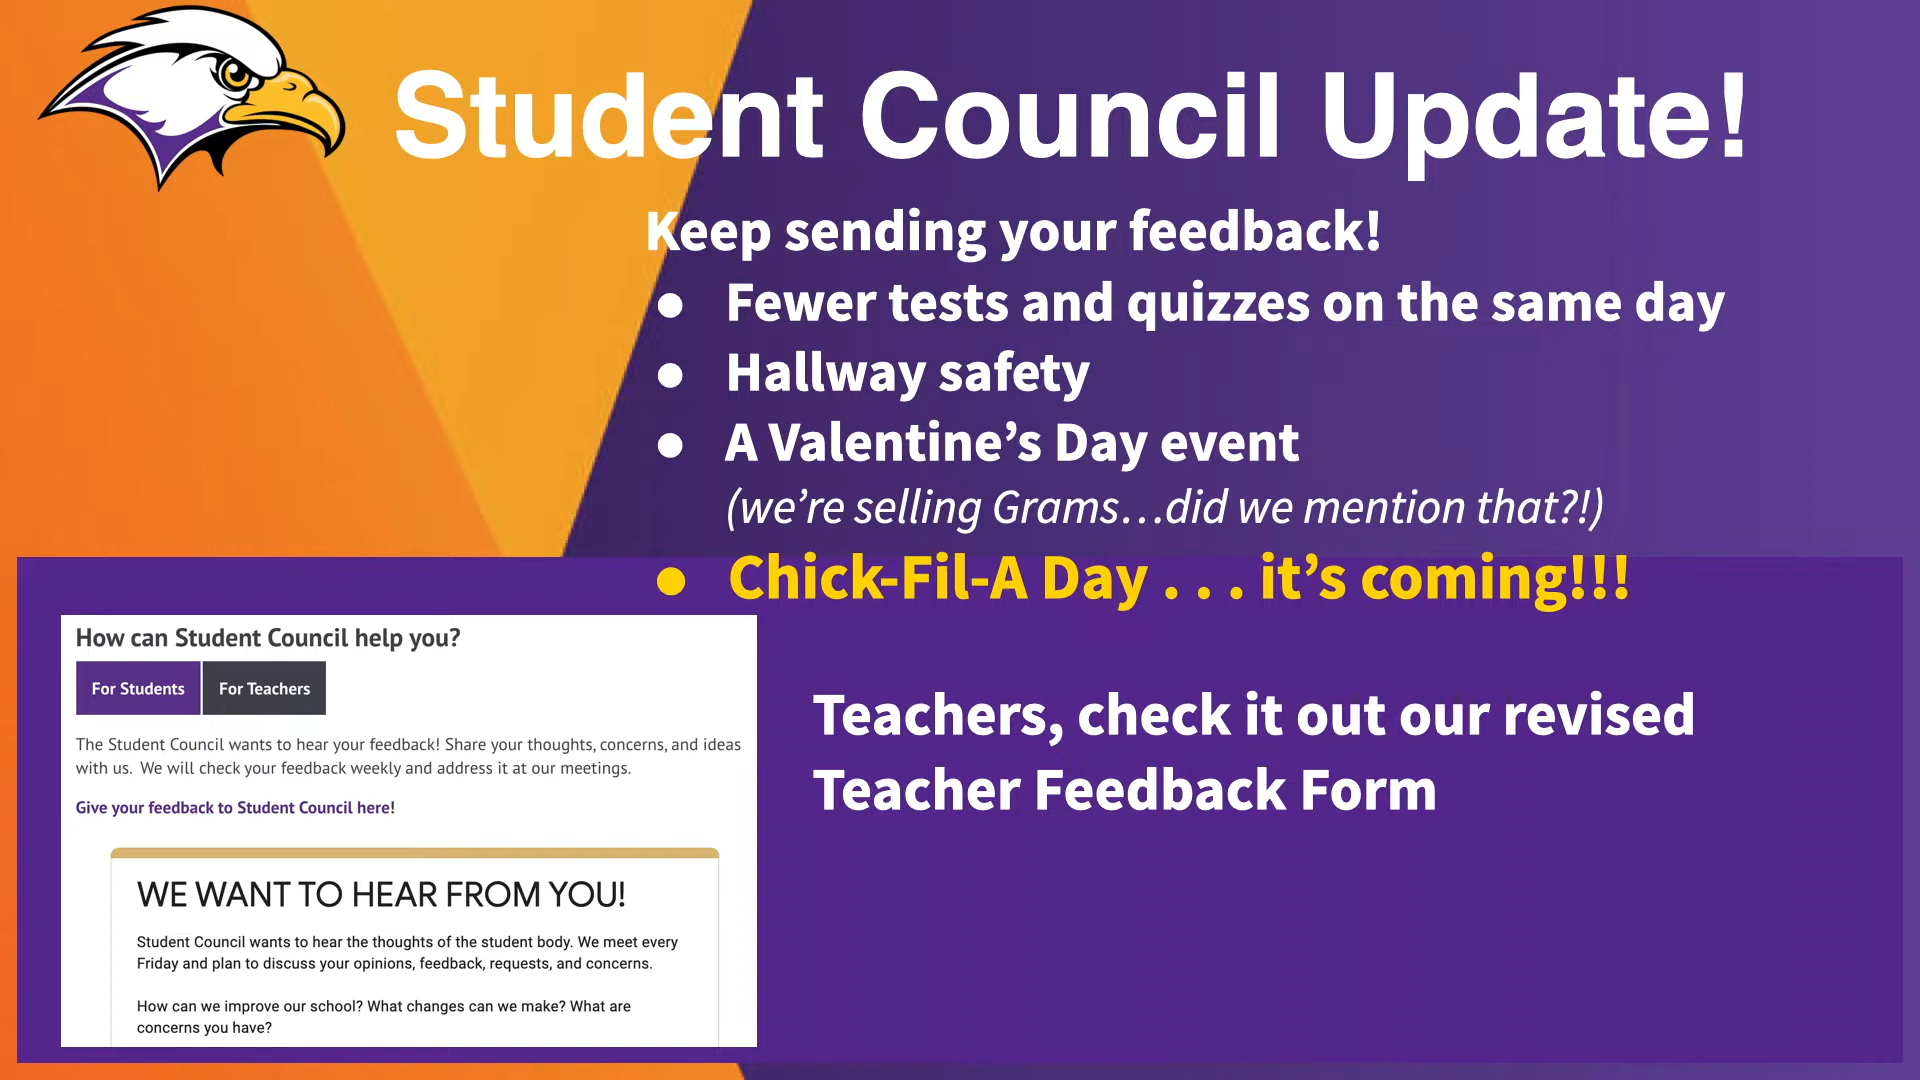 Student Council Update!
Keep sending your feedback!
● Fewer tests and quizzes on the same day
● Hallway safety
● A Valentine’s Day event
(we’re selling Grams…did we mention that?!)
● Chick-Fil-A Day . . . it’s coming!!!
How can Student Council help you?
For Students For Teachers
The Student Council wants to hear your feedback! Share your thoughts, concerns, and ideas
with us. We will check your feedback weekly and address it at our meetings.
Give your feedback to Student Council here!
WE WANT TO HEAR FROM YOU!
Student Council wants to hear the thoughts of the student body. We meet every
Friday and plan to discuss your opinions, feedback, requests, and concerns.
How can we improve our school? What changes can we make? What are
concerns you have?
Teachers, check it out our revised
Teacher Feedback Form